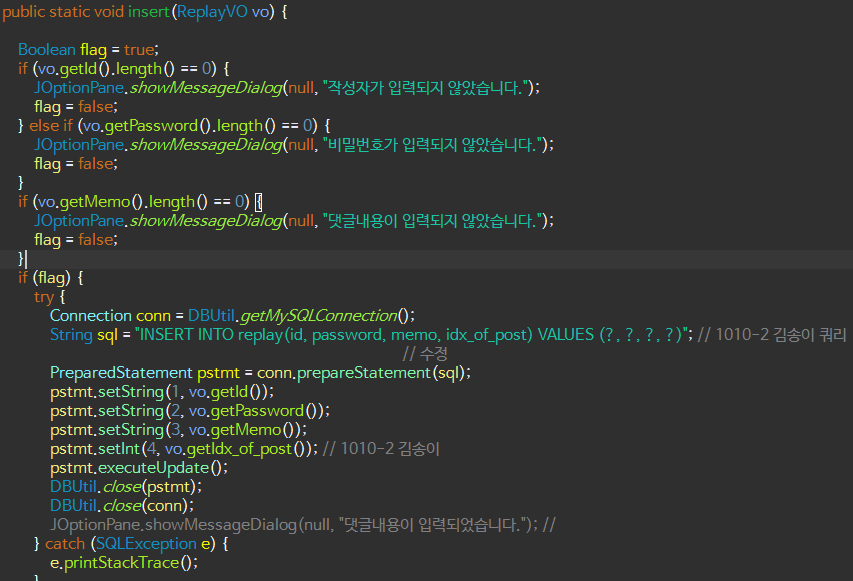 public static void insert(ReplayVO vo) {
Boolean flag = true;
if (vo.getId().length() == 0) {
JOptionPane.showMessageDialog(null, "작성자가 입력되지 않았습니다.");
flag = false;
} else if (vo.getPassword().length() == 0) {
JOptionPane.showMessageDialog(null, "비밀번호가 입력되지 않았습니다.");
flag = false;
}
if (vo.getMemo().length() == 0) {
JOptionPane.showMessageDialog(null, "댓글내용이 입력되지 않았습니다.");
flag = false;
}
if (flag) {
try {
Connection conn = DBUtil.getMySQLConnection();
String sql = "INSERT INTO replay(id, password, memo, idx_of_post) VALUES (?, ?, ?, ?)"; // 1010-2 김송이 쿼리
// 수정
PreparedStatement pstmt = conn.prepareStatement(sql);
pstmt.setString(1, vo.getId());
pstmt.setString(2, vo.getPassword());
pstmt.setString(3, vo.getMemo());
pstmt.setInt(4, vo.getIdx_of_post()); // 1010-2 김송이
pstmt.executeUpdate();
DBUtil.close(pstmt);
DBUtil.close(conn);
JOptionPane.showMessageDialog(null, "댓글내용이 입력되었습니다."); //
} catch (SQLException e) {
e.printStackTrace();
}